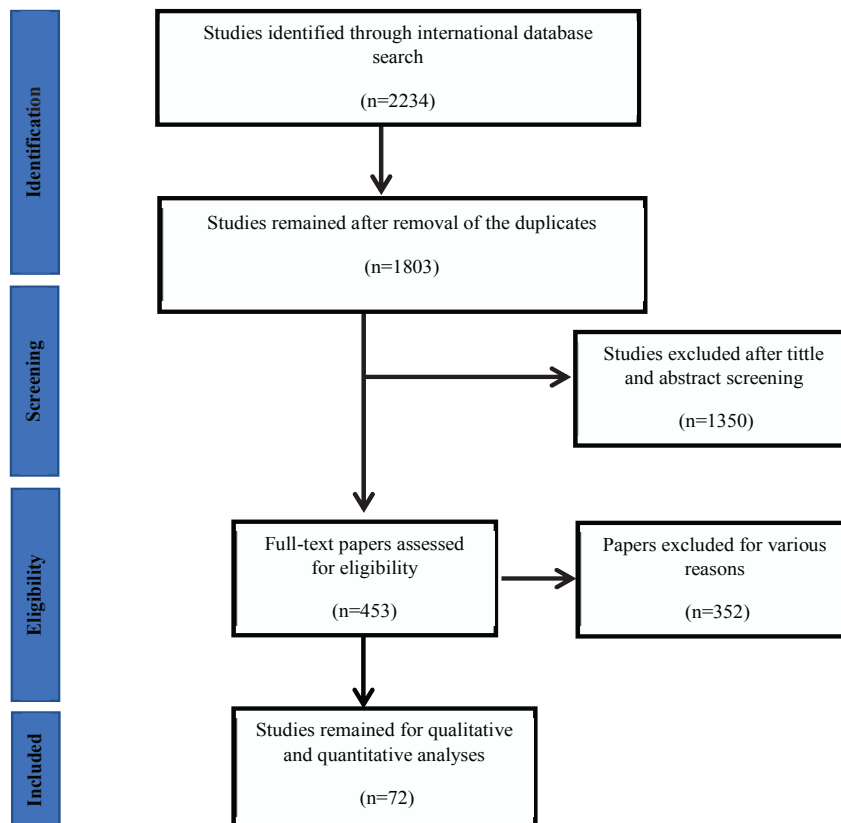 Identification
Studies identified through international database
search
(n=2234)
Studies remained after removal of the duplicates
(n=1803)
Screening
Studies excluded after tittle
and abstract screening
(n=1350)
Eligibility
Full-text papers assessed
for eligibility
(n=453)
Papers excluded for various
reasons
(n=352)
Included
Studies remained for qualitative
and quantitative analyses
(n=72)